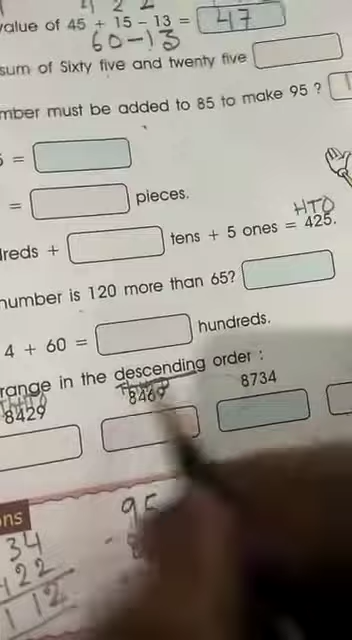 value of 45 + 15 - 13 = 47
60-13
sum of Sixty five and twenty five
mber must be added to 85 to make 95 ?
=
= pieces.
HTO
dreds + tens + 5 ones = 425.
number is 120 more than 65?
4 + 60 = hundreds.
range in the descending order :
8429 8469 8734
ns
95
34
22
112